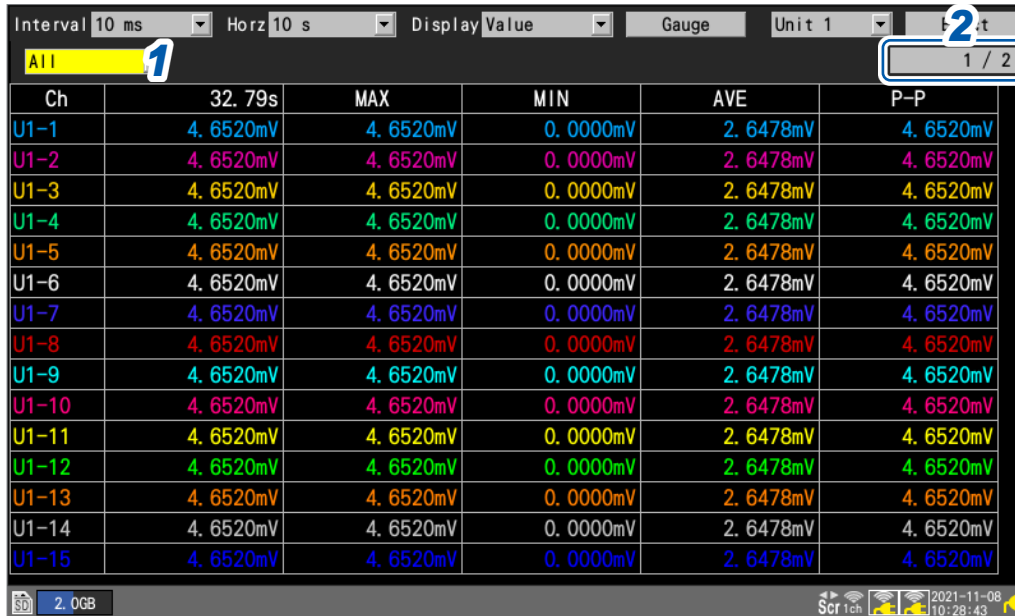 Interval 10 ms Horz 10 s Display Value Gauge Unit 1 2
All 1 1 / 2
Ch 32. 79s MAX MIN AVE P-P
U1-1 4. 6520mV 4. 6520mV 0. 0000mV 2. 6478mV 4. 6520mV
U1-2 4. 6520mV 4. 6520mV 0. 0000mV 2. 6478mV 4. 6520mV
U1-3 4. 6520mV 4. 6520mV 0. 0000mV 2. 6478mV 4. 6520mV
U1-4 4. 6520mV 4. 6520mV 0. 0000mV 2. 6478mV 4. 6520mV
U1-5 4. 6520mV 4. 6520mV 0. 0000mV 2. 6478mV 4. 6520mV
U1-6 4. 6520mV 4. 6520mV 0. 0000mV 2. 6478mV 4. 6520mV
U1-7 4. 6520mV 4. 6520mV 0. 0000mV 2. 6478mV 4. 6520mV
U1-8 4. 6520mV 4. 6520mV 0. 0000mV 2. 6478mV 4. 6520mV
U1-9 4. 6520mV 4. 6520mV 0. 0000mV 2. 6478mV 4. 6520mV
U1-10 4. 6520mV 4. 6520mV 0. 0000mV 2. 6478mV 4. 6520mV
U1-11 4. 6520mV 4. 6520mV 0. 0000mV 2. 6478mV 4. 6520mV
U1-12 4. 6520mV 4. 6520mV 0. 0000mV 2. 6478mV 4. 6520mV
U1-13 4. 6520mV 4. 6520mV 0. 0000mV 2. 6478mV 4. 6520mV
U1-14 4. 6520mV 4. 6520mV 0. 0000mV 2. 6478mV 4. 6520mV
U1-15 4. 6520mV 4. 6520mV 0. 0000mV 2. 6478mV 4. 6520mV
SD 2. 0GB Scr 1ch 2021-11-08
10:28:43